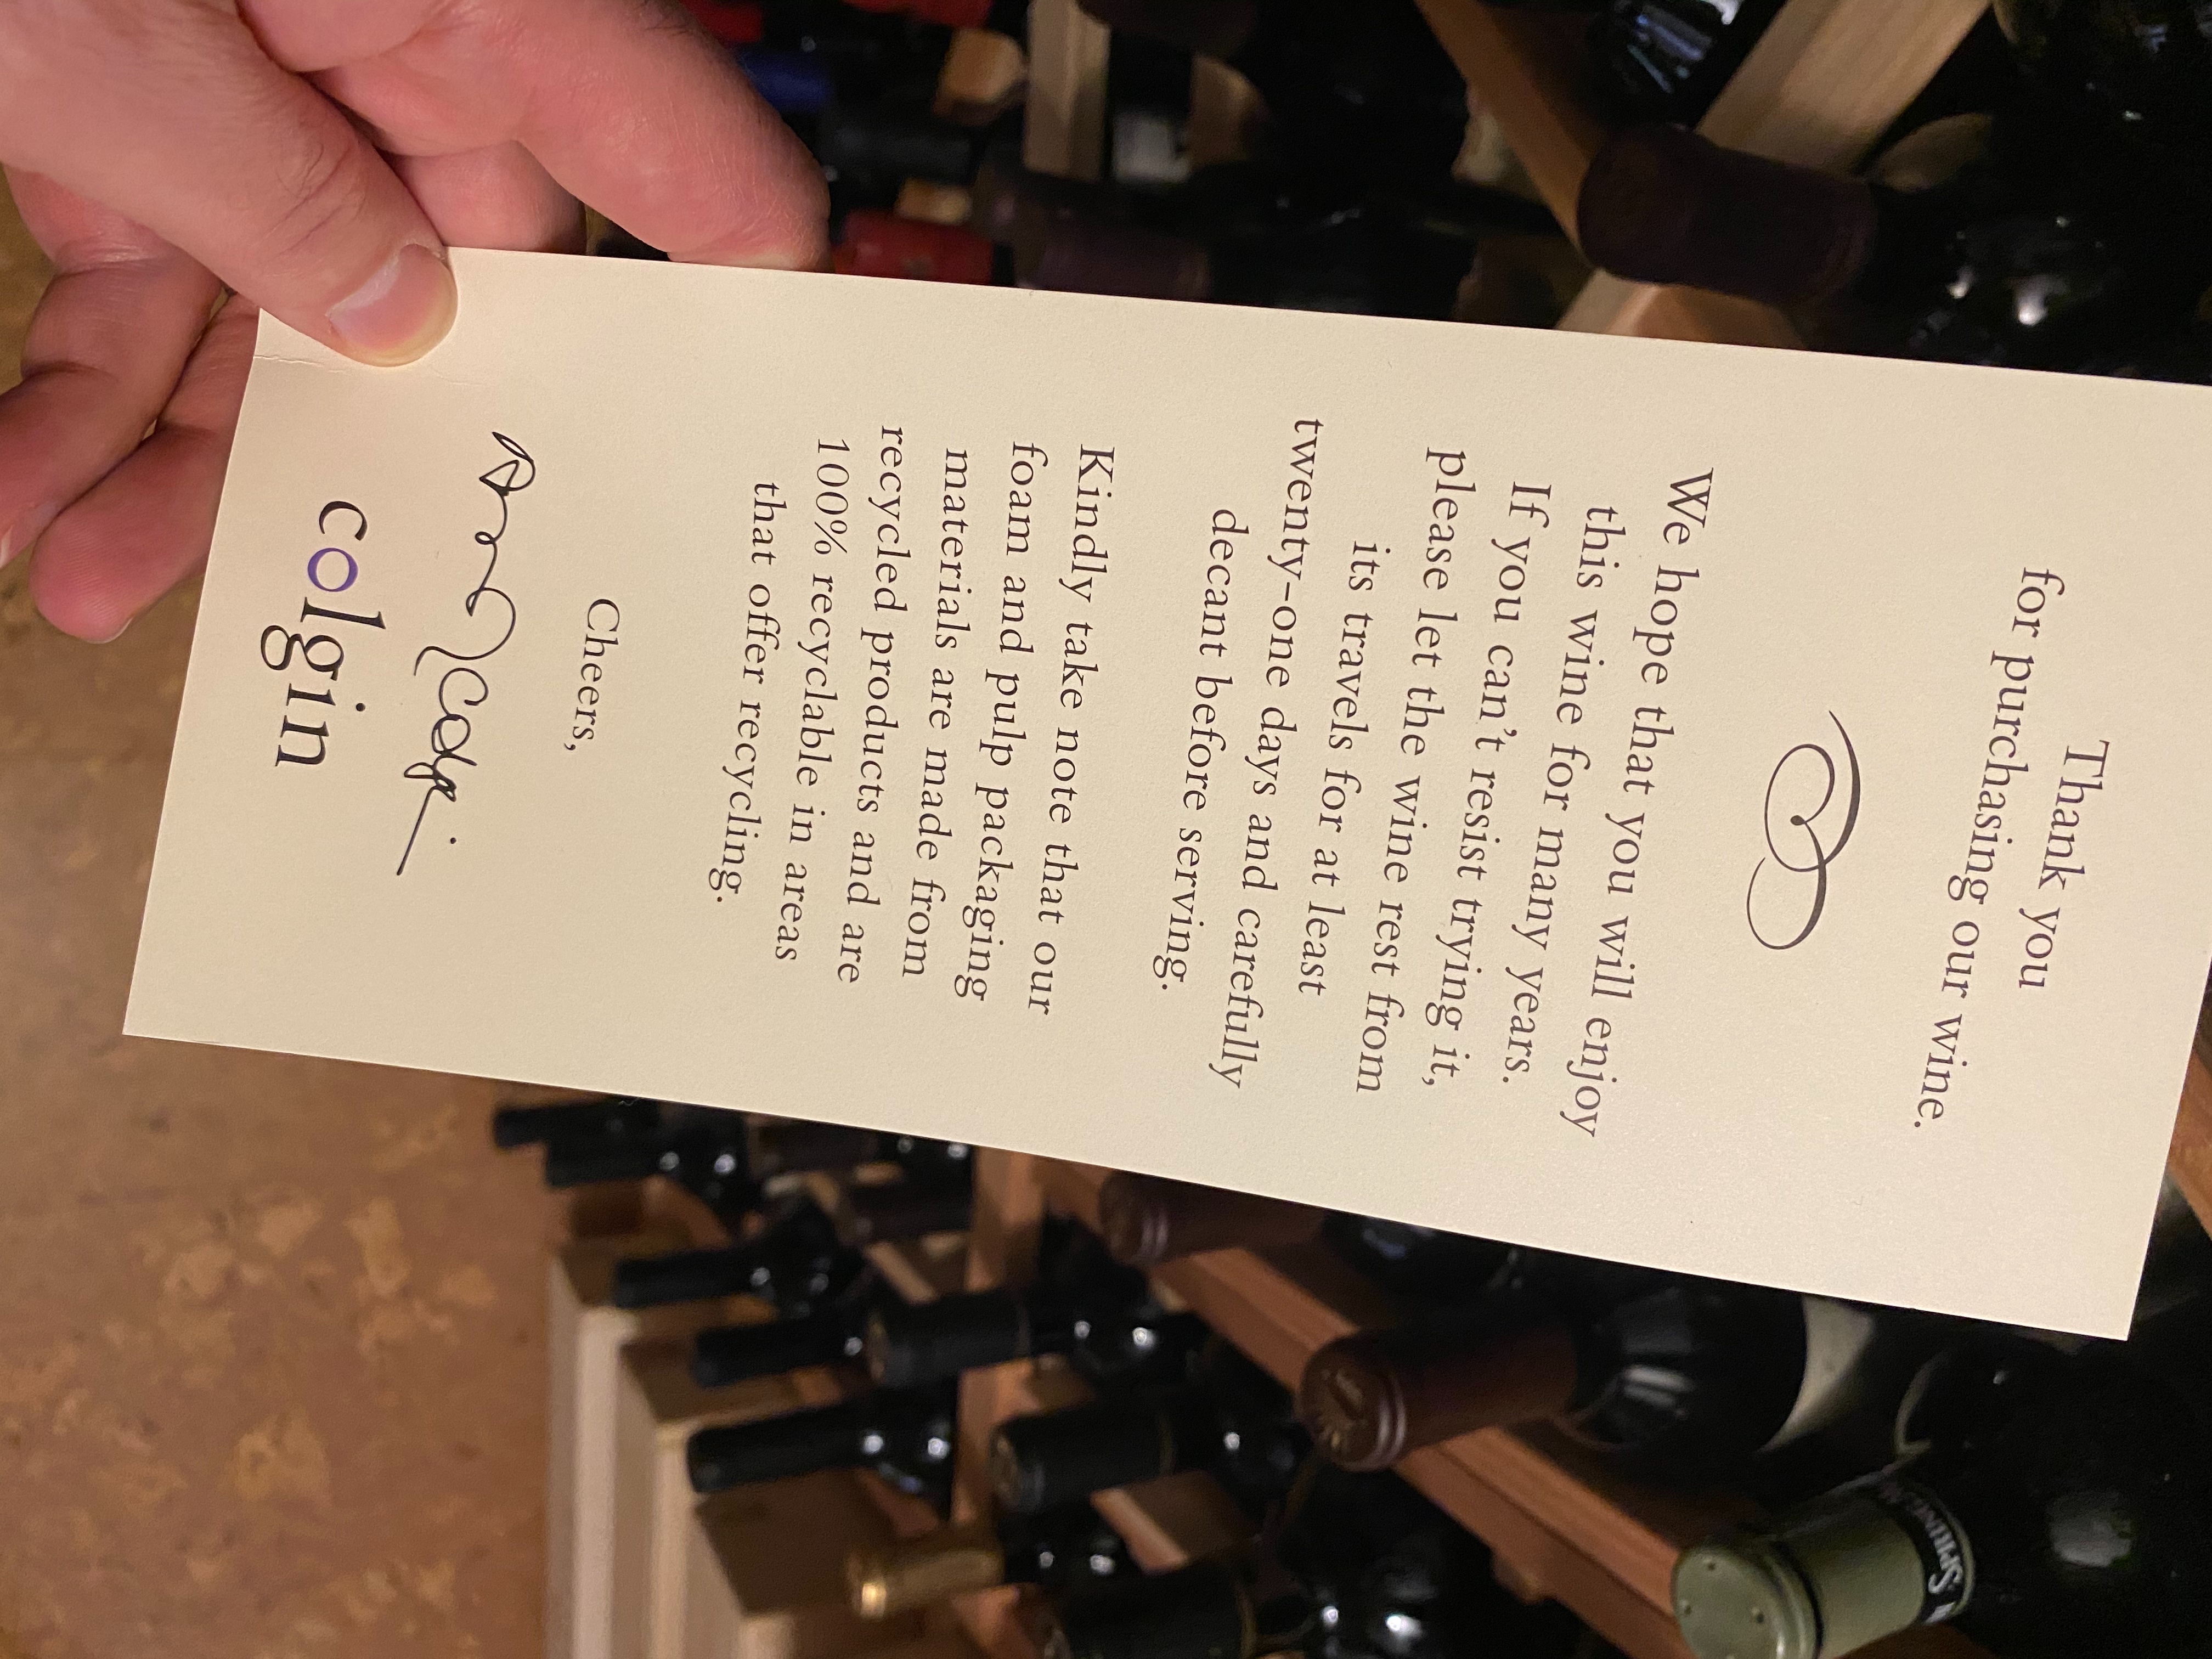 Thank you
for purchasing our wine.
We hope that you will enjoy
this wine for many years.
If you can't resist trying it,
please let the wine rest from
its travels for at least
twenty-one days and carefully
decant before serving.
Kindly take note that our
foam and pulp packaging
materials are made from
recycled products and are
100% recyclable in areas
that offer recycling.
Cheers,
colgin